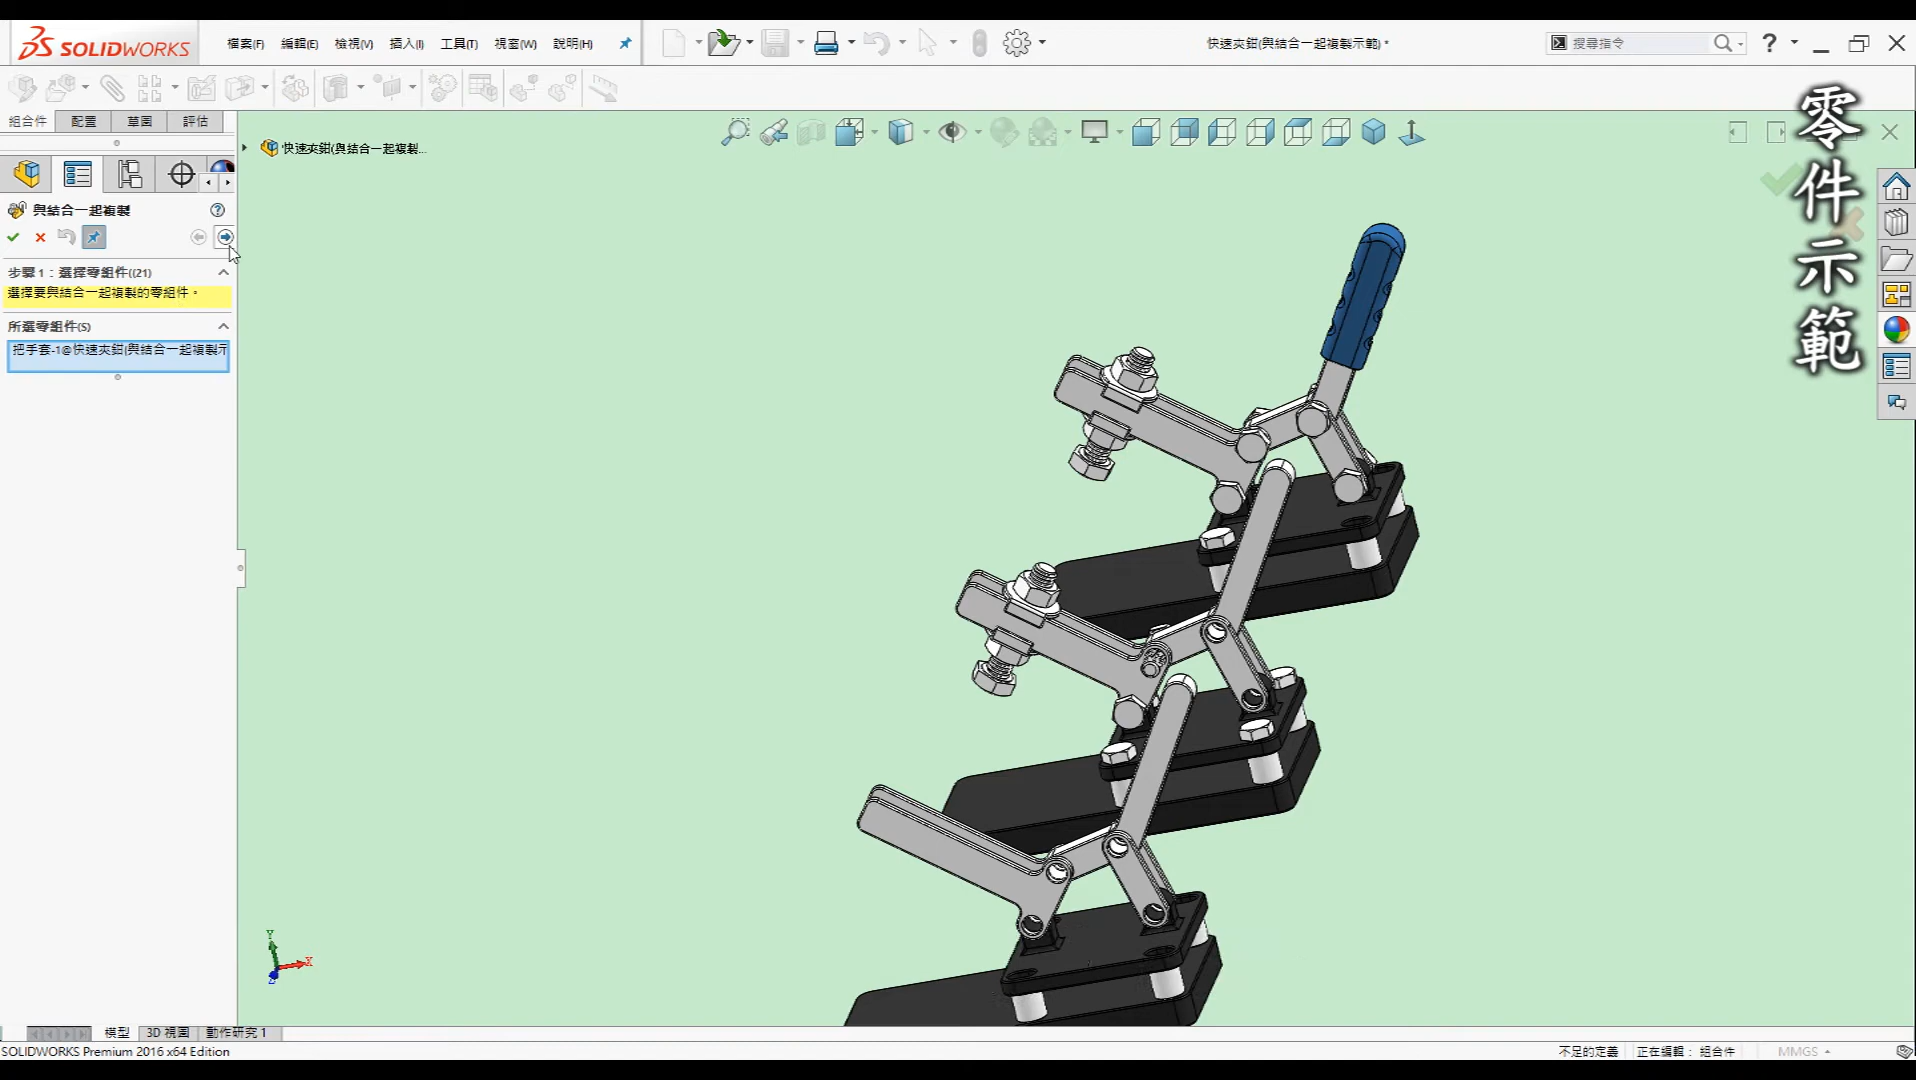 SOLIDWORKS
檔案(F) 編輯(E) 檢視(V) 插入(I) 工具(T) 視窗(W) 說明(H)
快速夾鉗(與結合一起複製示範) *
搜尋指令
組合件 配置 草圖 評估
快速夾鉗(與結合一起複製...
與結合一起複製
步驟 1：選擇零組件((21)
選擇要與結合一起複製的零組件。
所選零組件(S)
把手套-1@快速夾鉗(與結合一起複製示
零件示範
Y
X
Z
模型 3D 視圖 動作研究 1
SOLIDWORKS Premium 2016 x64 Edition
不足的定義 正在編輯： 組合件 MMGS